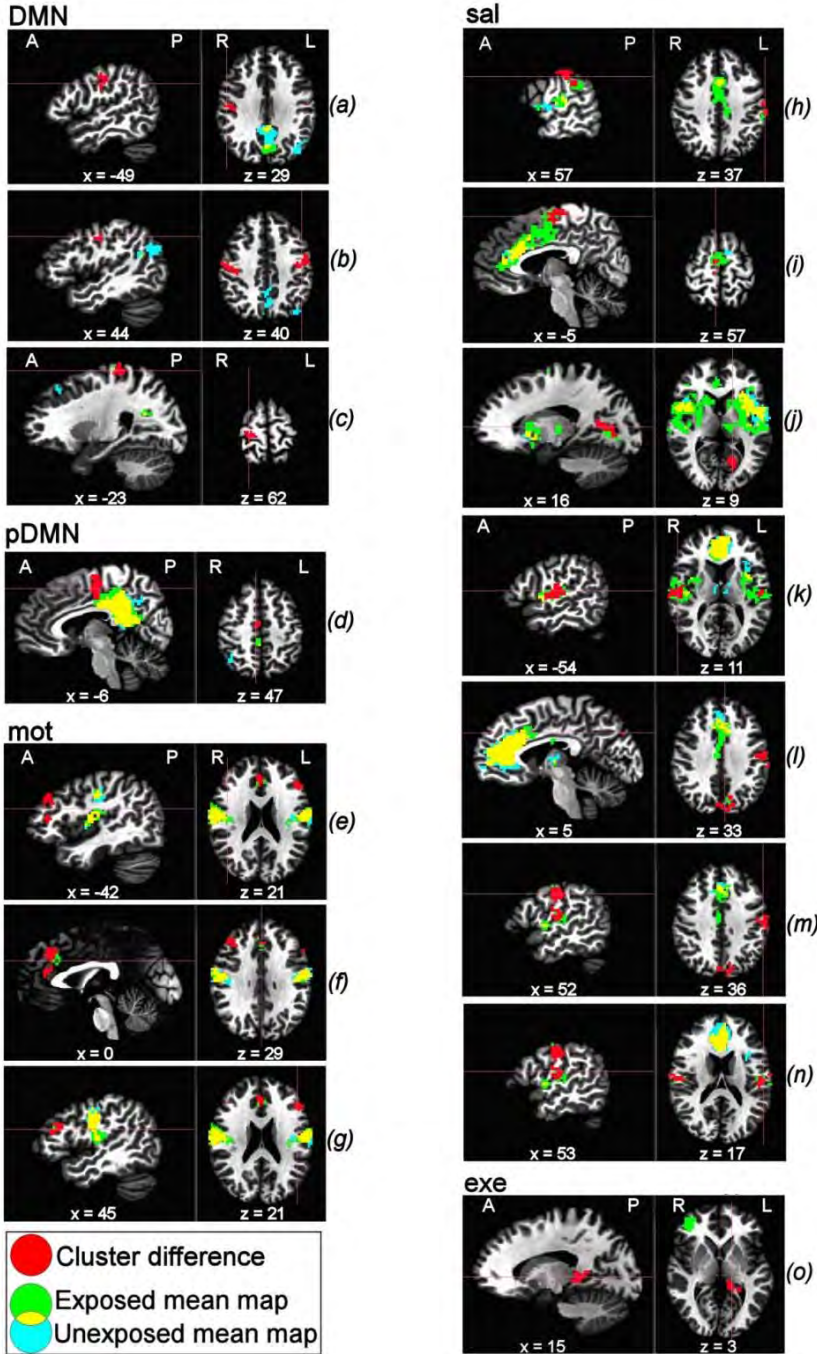 DMN
A P R L
(a)
x = -49 z = 29
(b)
x = 44 z = 40
A P R L
(c)
x = -23 z = 62
pDMN
A P R L
(d)
x = -6 z = 47
mot
A P R L
(e)
x = -42 z = 21
(f)
x = 0 z = 29
(g)
x = 45 z = 21
Cluster difference
Exposed mean map
Unexposed mean map
sal
A P R L
(h)
x = 57 z = 37
(i)
x = -5 z = 57
(j)
x = 16 z = 9
A P R L
(k)
x = -54 z = 11
(l)
x = 5 z = 33
(m)
x = 52 z = 36
(n)
x = 53 z = 17
exe
A P R L
(o)
x = 15 z = 3